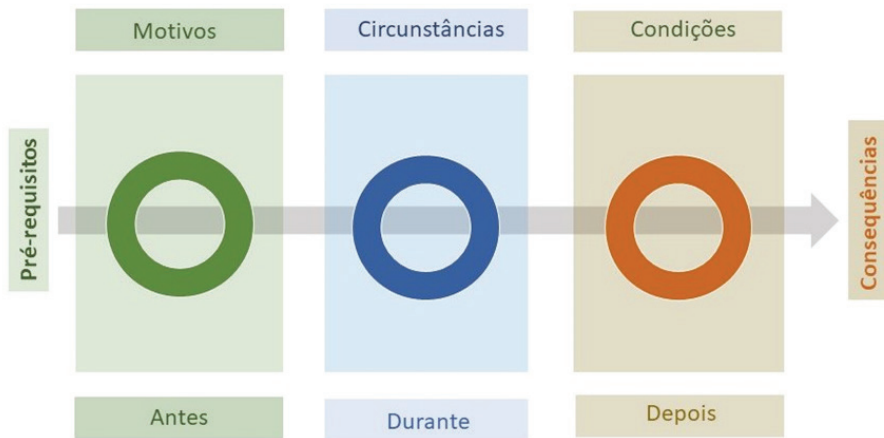 Motivos
Circunstâncias
Condições
Pré-requisitos
Consequências
Antes
Durante
Depois